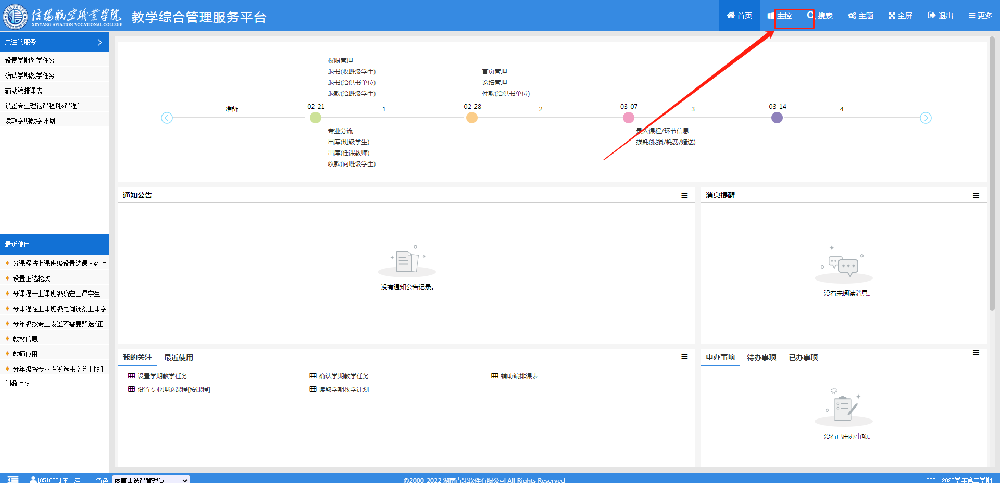 信阳航空职业学院
XINYANG AVIATION VOCATIONAL COLLEGE
教学综合管理服务平台
首页
主控
搜索
主题
全屏
退出
更多
关注的服务
设置学期教学任务
确认学期教学任务
辅助编排课表
设置专业理论课程[按课程]
读取学期教学计划
权限管理
退书(收班级学生)
退书(给供书单位)
退款(给班级学生)
首页管理
论坛管理
付款(给供书单位)
准备
02-21
1
02-28
2
03-07
3
03-14
4
专业分流
出库(班级学生)
出库(任课教师)
收款(向班级学生)
录入课程/环节信息
损耗(报损/耗费/赠送)
通知公告
没有通知公告记录。
消息提醒
没有未阅读消息。
最近使用
分课程按上课班级设置选课人数上
设置正选轮次
分课程→上课班级确定上课学生
分课程在上课班级之间调剂上课学
分年级按专业设置不需要预选/正
教材信息
教师应用
分年级按专业设置选课学分上限和
门数上限
我的关注
最近使用
设置学期教学任务
确认学期教学任务
辅助编排课表
设置专业理论课程[按课程]
读取学期教学计划
申办事项
待办事项
已办事项
没有已申办事项。
[051803]庄中洋
角色
体育课选课管理员
©2000-2022 湖南青果软件有限公司 All Rights Reserved
2021-2022学年第二学期